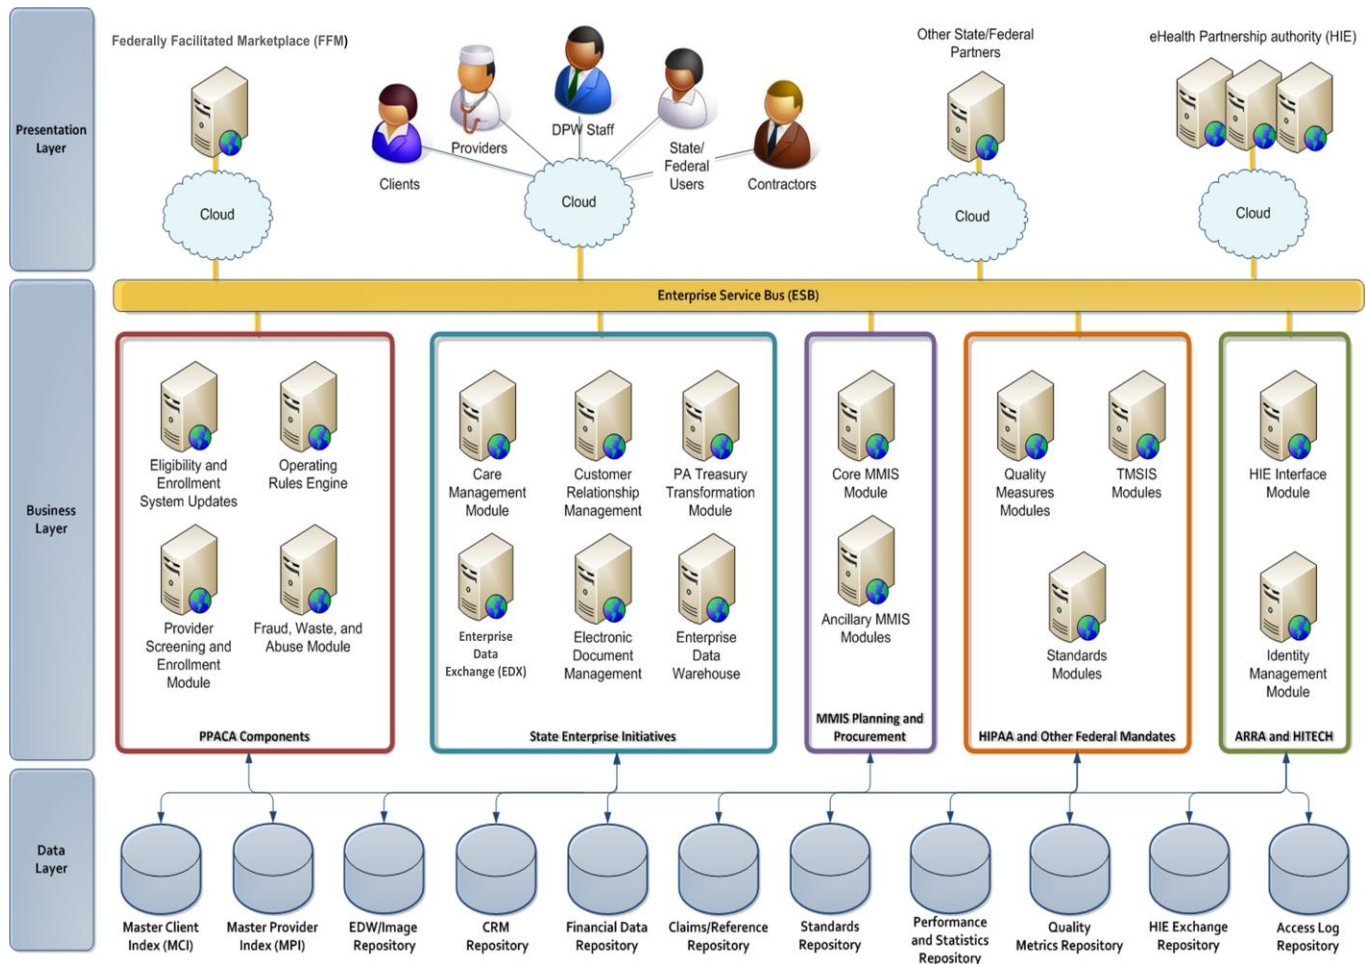 Federally Facilitated Marketplace (FFM)
Other State/Federal
Partners
eHealth Partnership authority (HIE)
Presentation
Layer
Clients
Providers
DPW Staff
State/
Federal
Users
Contractors
Cloud
Cloud
Cloud
Cloud
Enterprise Service Bus (ESB)
Business
Layer
Eligibility and
Enrollment
System Updates
Operating
Rules Engine
Provider
Screening and
Enrollment
Module
Fraud, Waste, and
Abuse Module
PPACA Components
Care
Management
Module
Customer
Relationship
Management
PA Treasury
Transformation
Module
Enterprise
Data
Exchange (EDX)
Electronic
Document
Management
Enterprise
Data
Warehouse
State Enterprise Initiatives
Core MMIS
Module
Ancillary MMIS
Modules
MMIS Planning and
Procurement
Quality
Measures
Modules
TMSIS
Modules
Standards
Modules
HIPAA and Other Federal Mandates
HIE Interface
Module
Identity
Management
Module
ARRA and HITECH
Data
Layer
Master Client
Index (MCI)
Master Provider
Index (MPI)
EDW/Image
Repository
CRM
Repository
Financial Data
Repository
Claims/Reference
Repository
Standards
Repository
Performance
and Statistics
Repository
Quality
Metrics Repository
HIE Exchange
Repository
Access Log
Repository